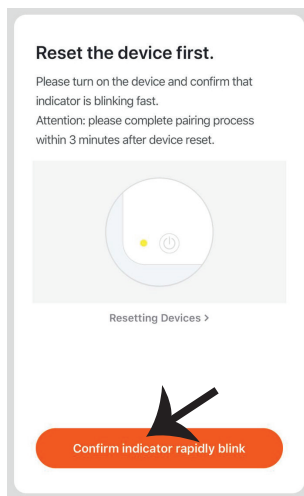 Reset the device first.
Please turn on the device and confirm that
indicator is blinking fast.
Attention: please complete pairing process
within 3 minutes after device reset.
Resetting Devices >
Confirm indicator rapidly blink